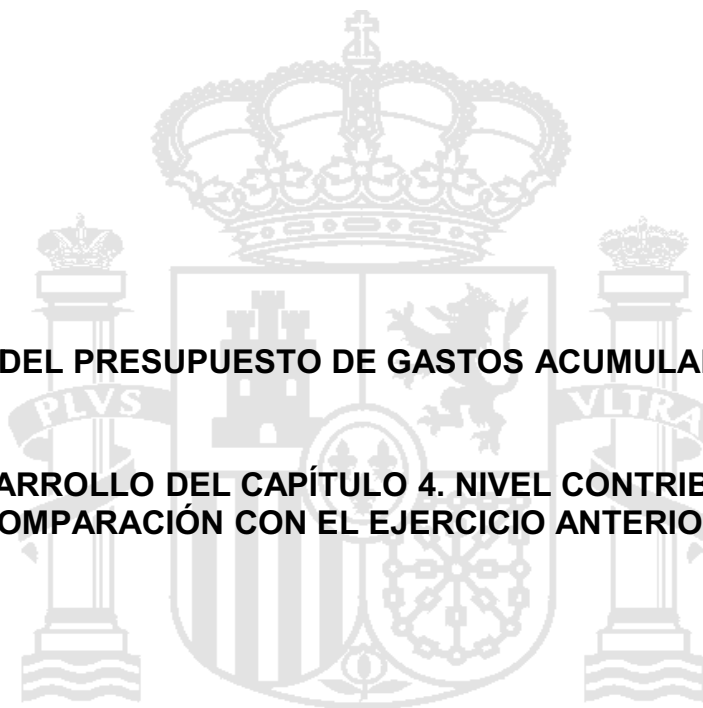 DEL PRESUPUESTO DE GASTOS ACUMULA
PLVS
VLTRA
ARROLLO DEL CAPÍTULO 4. NIVEL CONTRIB
OMPARACIÓN CON EL EJERCICIO ANTERIO